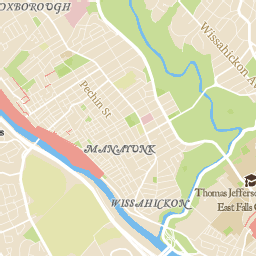 OXBOROUGH
Wissahickon Av
Pechin St
s
MANAYUNK
WISSAHICKON
Thomas Jeffers
East Falls C